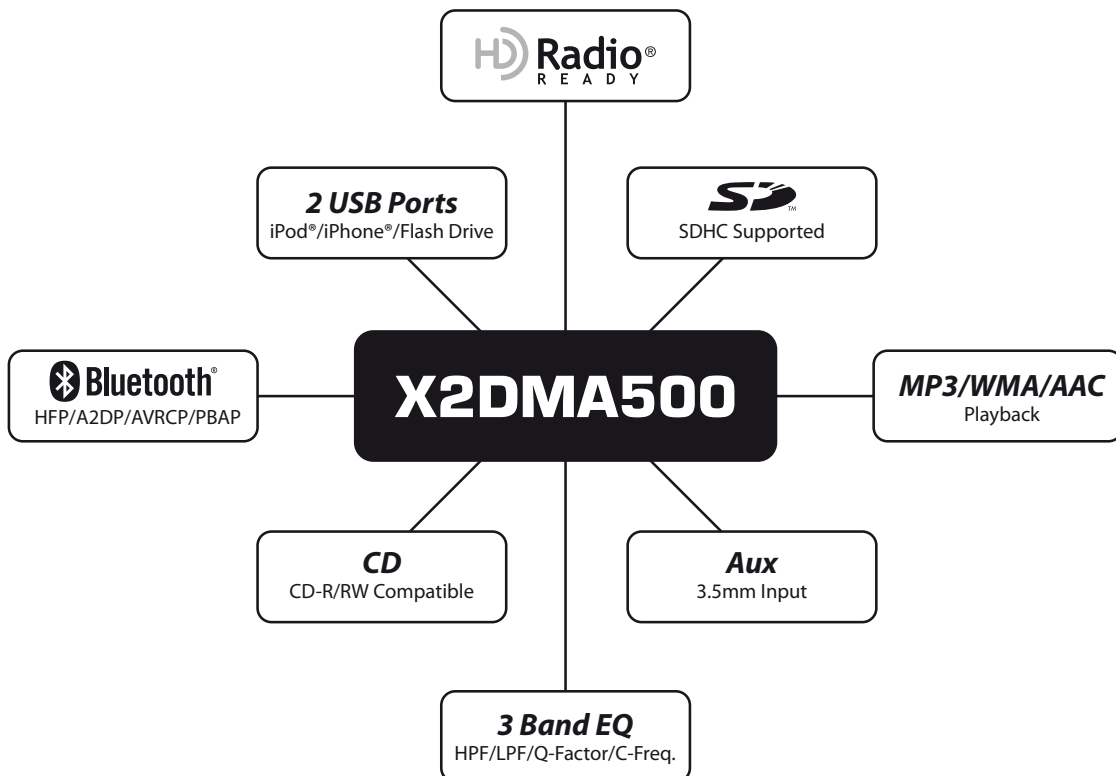 HD Radio®
READY
2 USB Ports
iPod®/iPhone®/Flash Drive
SD™
SDHC Supported
Bluetooth®
HFP/A2DP/AVRCP/PBAP
X2DMA500
MP3/WMA/AAC
Playback
CD
CD-R/RW Compatible
Aux
3.5mm Input
3 Band EQ
HPF/LPF/Q-Factor/C-Freq.